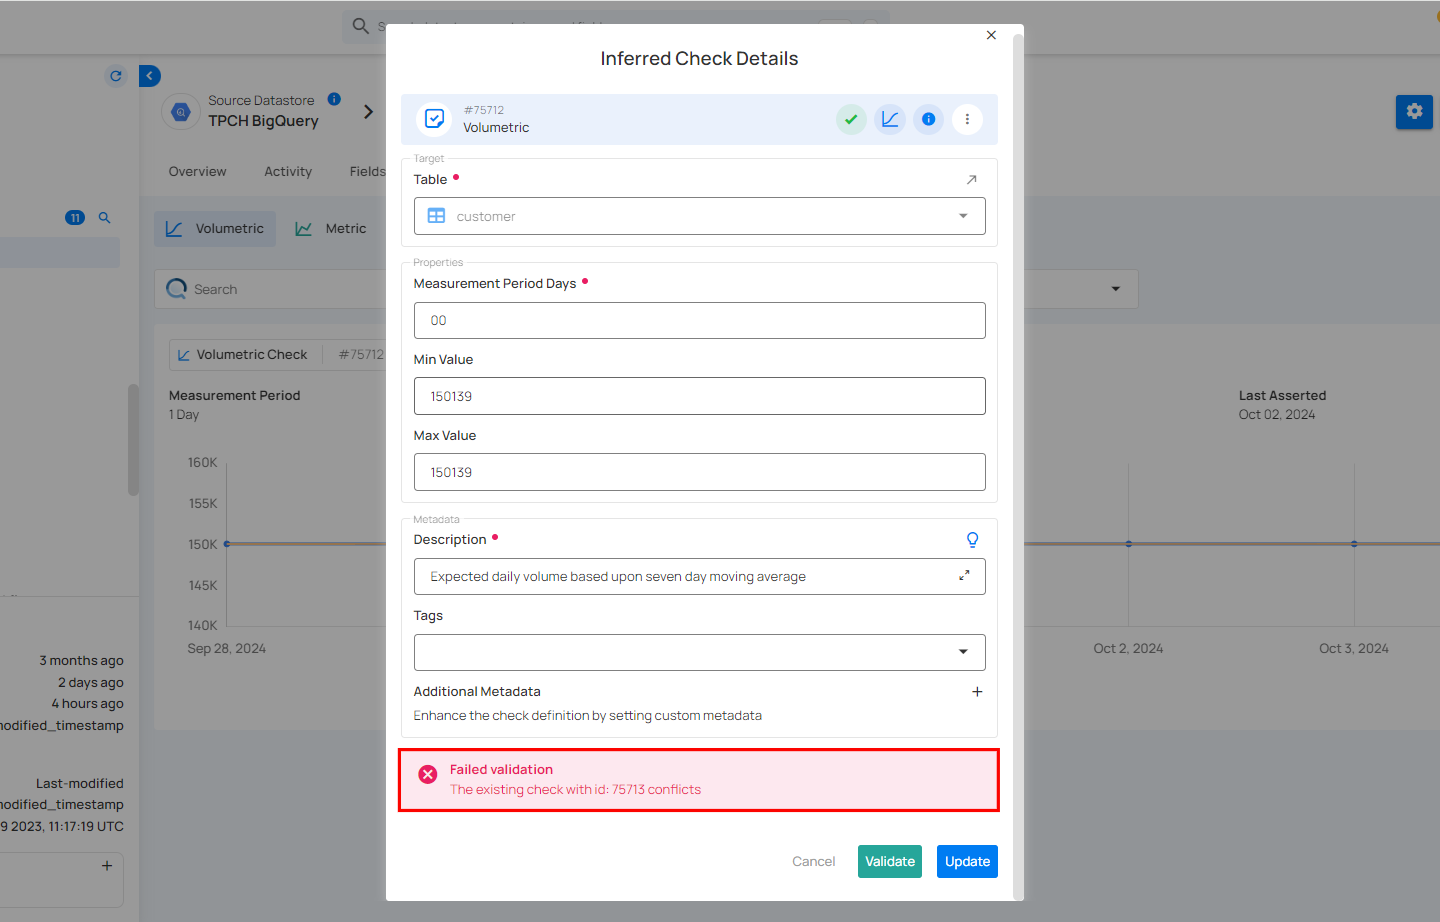 Inferred Check Details
#75712
Volumetric
Target
Table
customer
Properties
Measurement Period Days
00
Min Value
150139
Max Value
150139
Metadata
Description
Expected daily volume based upon seven day moving average
Tags
Additional Metadata
Enhance the check definition by setting custom metadata
Failed validation
The existing check with id: 75713 conflicts
Cancel
Validate
Update
Source Datastore
TPCH BigQuery
Overview
Activity
Fields
11
Volumetric
Metric
Search
Volumetric Check
#75712
Measurement Period
1 Day
Last Asserted
Oct 02, 2024
160K
155K
150K
145K
140K
Sep 28, 2024
Oct 2, 2024
Oct 3, 2024
3 months ago
2 days ago
4 hours ago
modified_timestamp
Last-modified
modified_timestamp
9 2023, 11:17:19 UTC